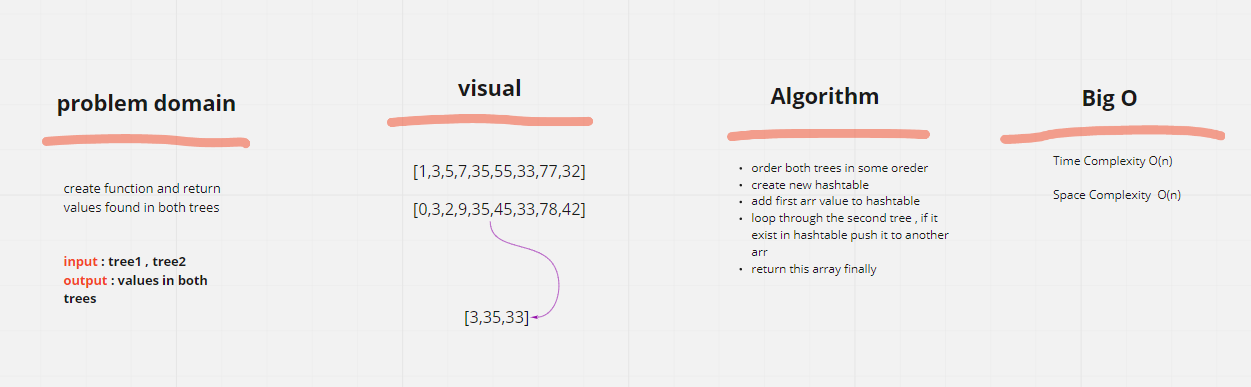 problem domain
create function and return
values found in both trees
input : tree1 , tree2
output : values in both
trees
visual
[1,3,5,7,35,55,33,77,32]
[0,3,2,9,35,45,33,78,42]
[3,35,33]
Algorithm
• order both trees in some oreder
• create new hashtable
• add first arr value to hashtable
• loop through the second tree , if it
exist in hashtable push it to another
arr
• return this array finally
Big O
Time Complexity O(n)
Space Complexity O(n)